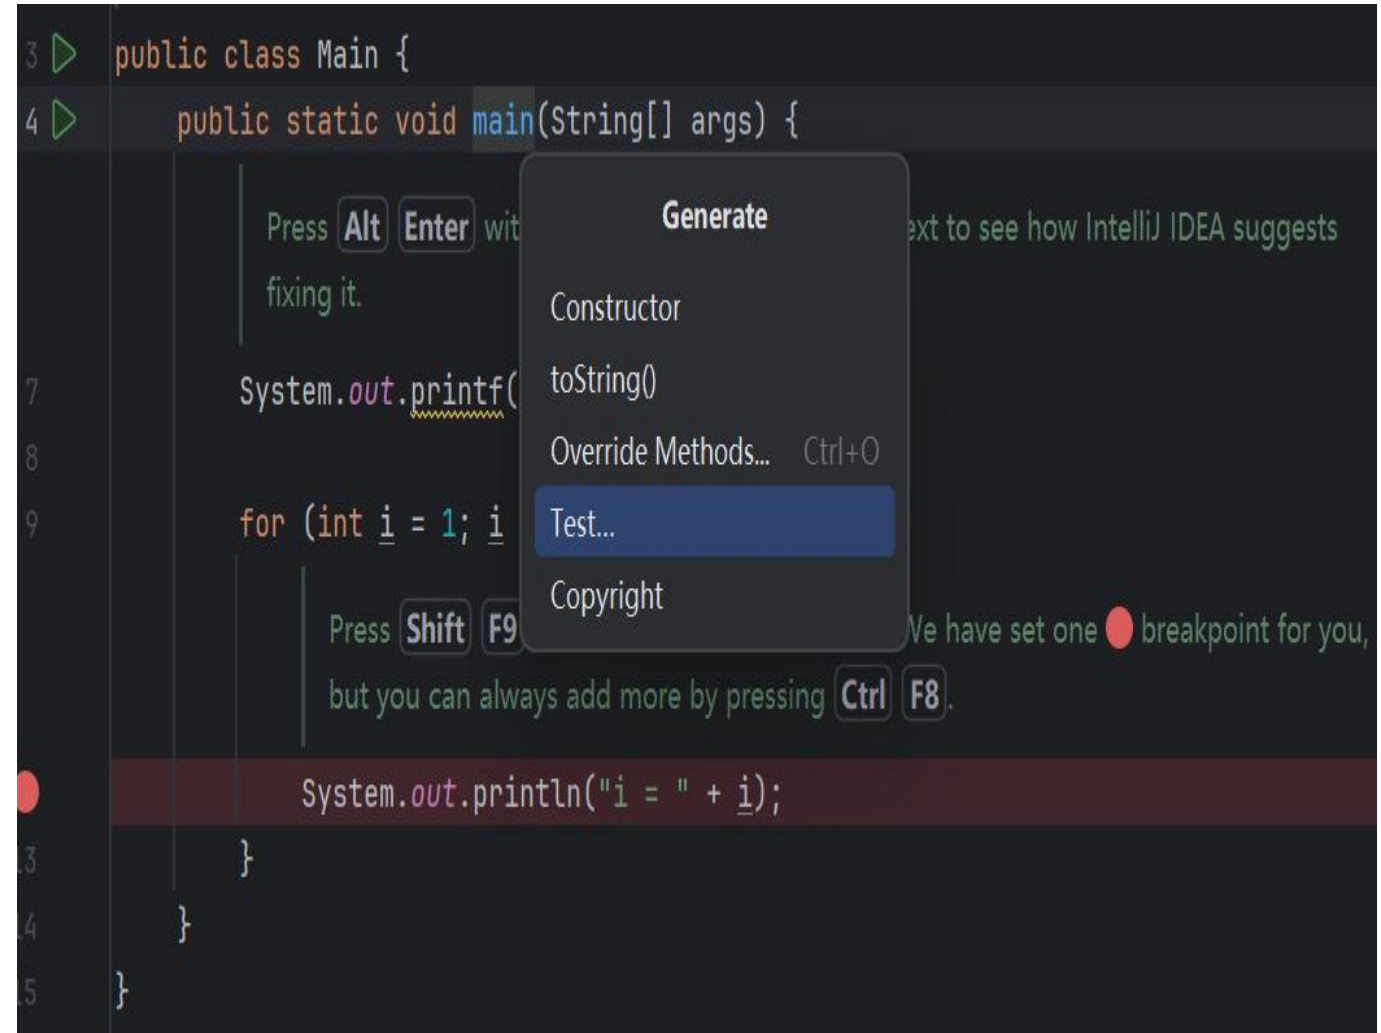 3 public class Main {
4 public static void main(String[] args) {
Generate
Press Alt Enter wit ext to see how IntelliJ IDEA suggests
fixing it.
Constructor
toString()
Override Methods... Ctrl+O
Test...
Copyright
7 System.out.printf(
8
9 for (int i = 1; i
Press Shift F9 We have set one breakpoint for you,
but you can always add more by pressing Ctrl F8.
System.out.println("i = " + i);
13 }
14 }
15 }